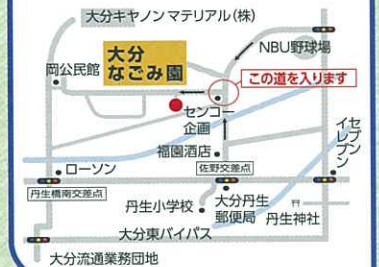 大分キヤノンマテリアル(株)
NBU野球場
大分
なごみ園
岡公民館
この道を入ります
センコー
企画
セブン
イレブン
福園酒店
ローソン
佐野交差点
丹生橋南交差点
丹生小学校
大分丹生
郵便局
丹生神社
大分東バイパス
大分流通業務団地